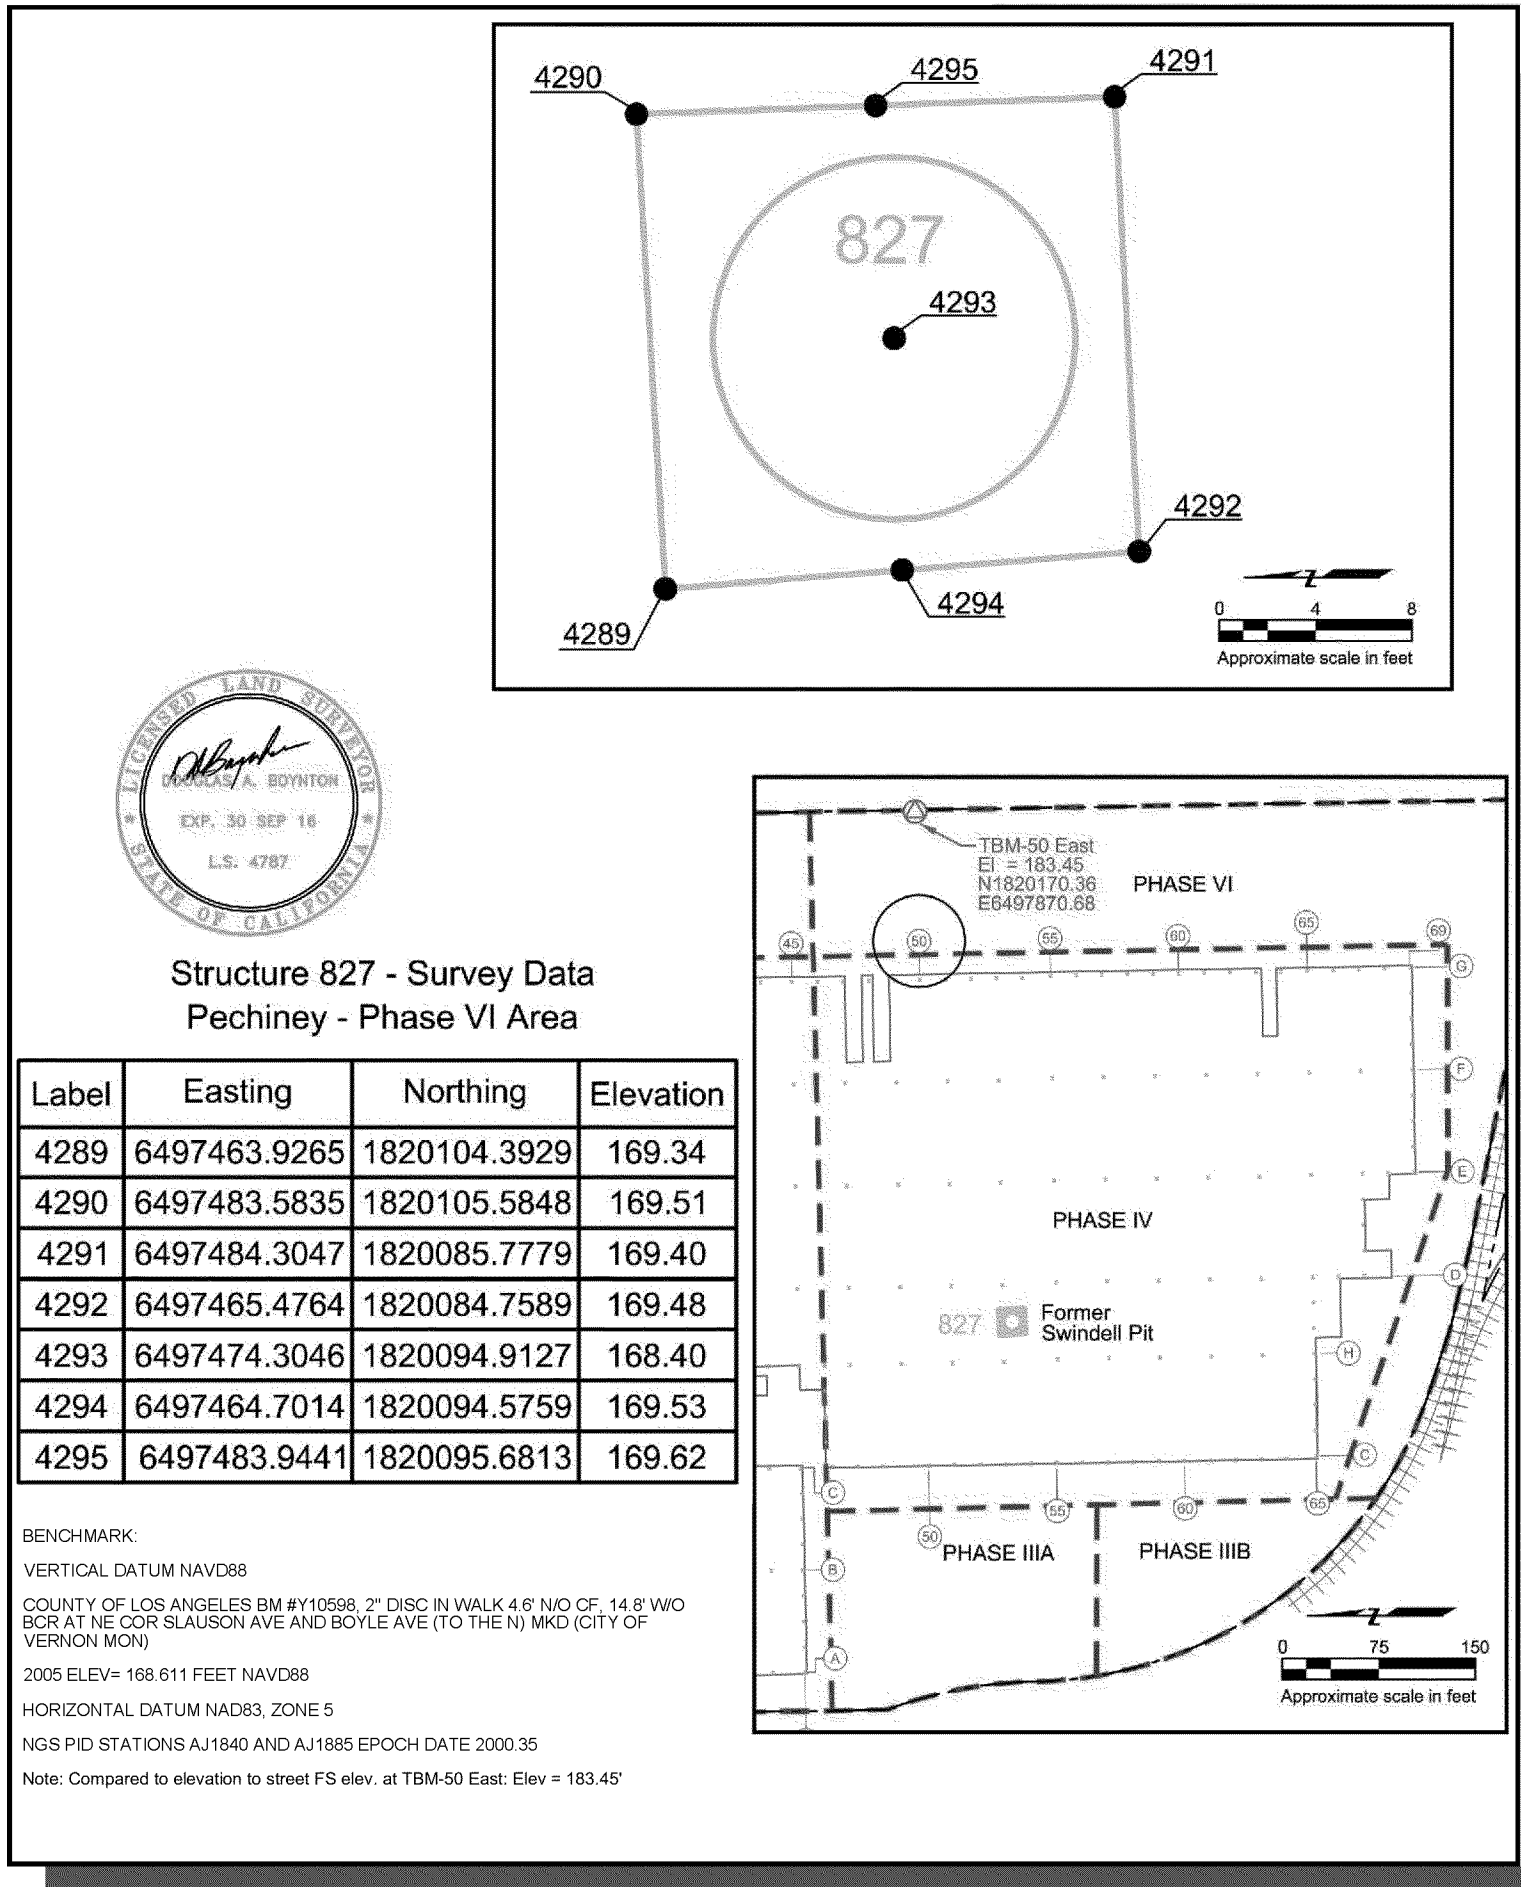 4290
4295
4291
827
4293
4292
4294
4289
Z
0 4 8
Approximate scale in feet
LICENSED LAND SURVEYOR
DOUGLAS A. BOYNTON
EXP. 30 SEP 16
L.S. 4787
STATE OF CALIFORNIA
Structure 827 - Survey Data
Pechiney - Phase VI Area
Label Easting Northing Elevation
4289 6497463.9265 1820104.3929 169.34
4290 6497483.5835 1820105.5848 169.51
4291 6497484.3047 1820085.7779 169.40
4292 6497465.4764 1820084.7589 169.48
4293 6497474.3046 1820094.9127 168.40
4294 6497464.7014 1820094.5759 169.53
4295 6497483.9441 1820095.6813 169.62
BENCHMARK:
VERTICAL DATUM NAVD88
COUNTY OF LOS ANGELES BM #Y10598, 2" DISC IN WALK 4.6' N/O CF, 14.8' W/O
BCR AT NE COR SLAUSON AVE AND BOYLE AVE (TO THE N) MKD (CITY OF
VERNON MON)
2005 ELEV= 168.611 FEET NAVD88
HORIZONTAL DATUM NAD83, ZONE 5
NGS PID STATIONS AJ1840 AND AJ1885 EPOCH DATE 2000.35
Note: Compared to elevation to street FS elev. at TBM-50 East: Elev = 183.45'
TBM-50 East
El = 183.45
N1820170.36
E6497870.68
PHASE VI
45 50 55 60 65 69
G
F
E
PHASE IV
D
827 Former
Swindell Pit
H
C
C
50 55 60 65
PHASE IIIA PHASE IIIB
B
A
Z
0 75 150
Approximate scale in feet